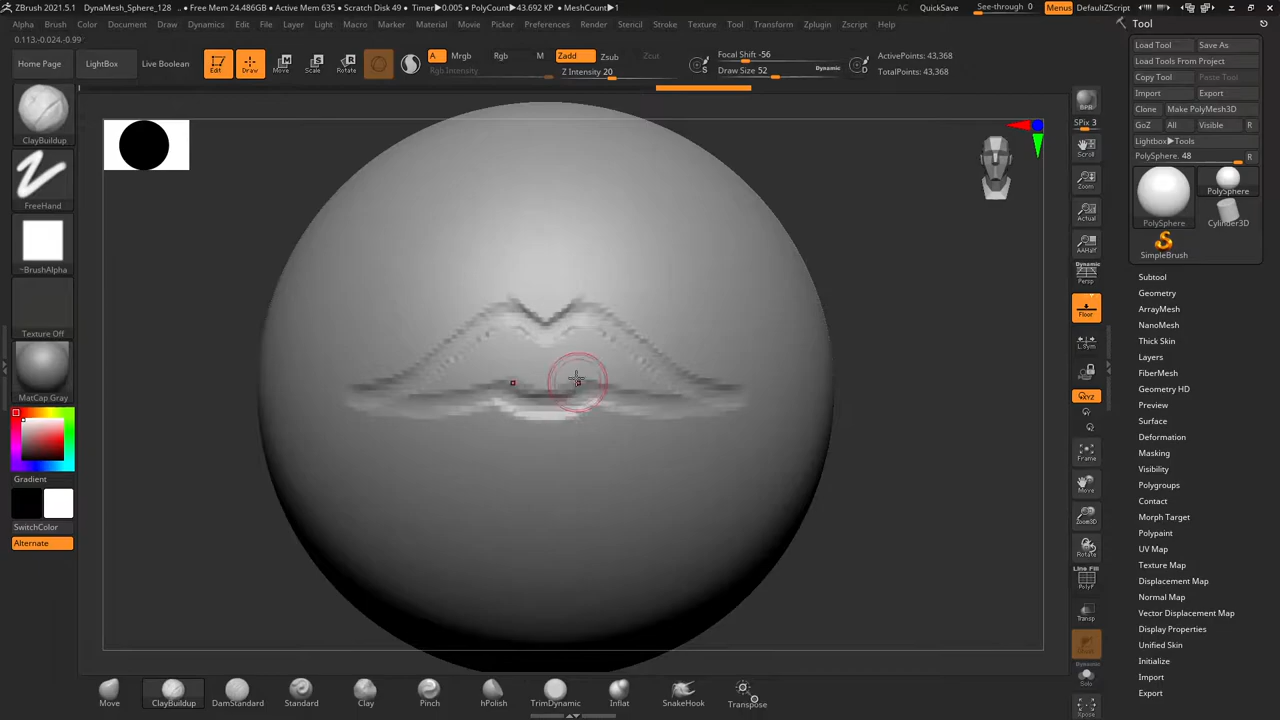 ZBrush 2021.5.1 DynaMesh_Sphere_128 .. • Free Mem 24.486GB • Active Mem 635 • Scratch Disk 49 • Timer▶0.005 • PolyCount▶43.692 KP • MeshCount▶1 AC QuickSave See-through 0 Menus DefaultZScript
Alpha Brush Color Document Draw Dynamics Edit File Layer Light Macro Marker Material Movie Picker Preferences Render Stencil Stroke Texture Tool Transform Zplugin Zscript Help
0.113,-0.024,-0.99
Home Page LightBox Live Boolean Edit Draw Move Scale Rotate
A Mrgb Rgb M Zadd Zsub Zcut
Rgb Intensity Z Intensity 20
Focal Shift -56
Draw Size 52 Dynamic
S D
ActivePoints: 43,368
TotalPoints: 43,368
ClayBuildup
FreeHand
~BrushAlpha
Texture Off
MatCap Gray
Gradient
SwitchColor
Alternate
BPR
SPix 3
Scroll
Zoom
Actual
AAHalf
Dynamic
Persp
Floor
L.Sym
XYZ
Frame
Move
Zoom3D
Rotate
Line Fill
PolyF
Transp
Solo
Xpose
Tool
Load Tool Save As
Load Tools From Project
Copy Tool Paste Tool
Import Export
Clone Make PolyMesh3D
GoZ All Visible R
Lightbox▶Tools
PolySphere. 48 R
PolySphere
PolySphere
Cylinder3D
SimpleBrush
Subtool
Geometry
ArrayMesh
NanoMesh
Thick Skin
Layers
FiberMesh
Geometry HD
Preview
Surface
Deformation
Masking
Visibility
Polygroups
Contact
Morph Target
Polypaint
UV Map
Texture Map
Displacement Map
Normal Map
Vector Displacement Map
Display Properties
Unified Skin
Initialize
Import
Export
Move ClayBuildup DamStandard Standard Clay Pinch hPolish TrimDynamic Inflat SnakeHook Transpose